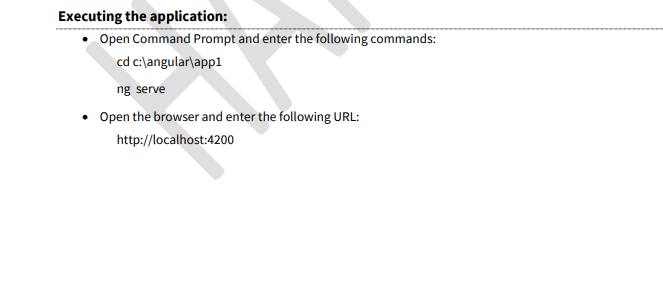 Executing the application:
• Open Command Prompt and enter the following commands:
cd c:\angular\app1
ng serve
• Open the browser and enter the following URL:
http://localhost:4200